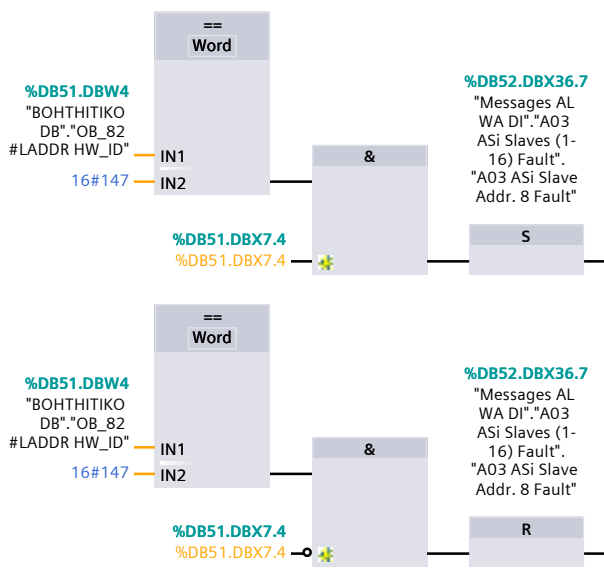 ==
Word
%DB51.DBW4
"BOHTHITIKO
DB"."OB_82
#LADDR HW_ID"
IN1
16#147
IN2
%DB52.DBX36.7
"Messages AL
WA DI"."A03
ASi Slaves (1-
16) Fault".
"A03 ASi Slave
Addr. 8 Fault"
&
%DB51.DBX7.4
%DB51.DBX7.4
S
==
Word
%DB51.DBW4
"BOHTHITIKO
DB"."OB_82
#LADDR HW_ID"
IN1
16#147
IN2
%DB52.DBX36.7
"Messages AL
WA DI"."A03
ASi Slaves (1-
16) Fault".
"A03 ASi Slave
Addr. 8 Fault"
&
%DB51.DBX7.4
%DB51.DBX7.4
R